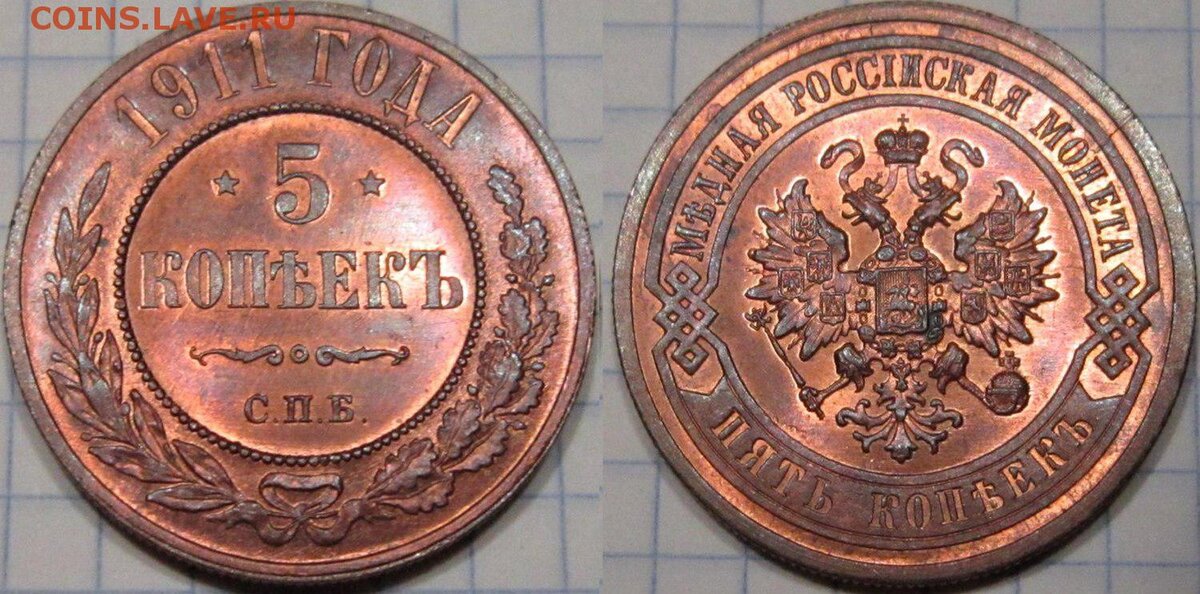 COINS.LAVE.RU
1911 ГОДА
5
КОПѢЕКЪ
С.П.Б.
МѢДНАЯ РОССІЙСКАЯ МОНЕТА
ПЯТЬ КОПѢЕКЪ